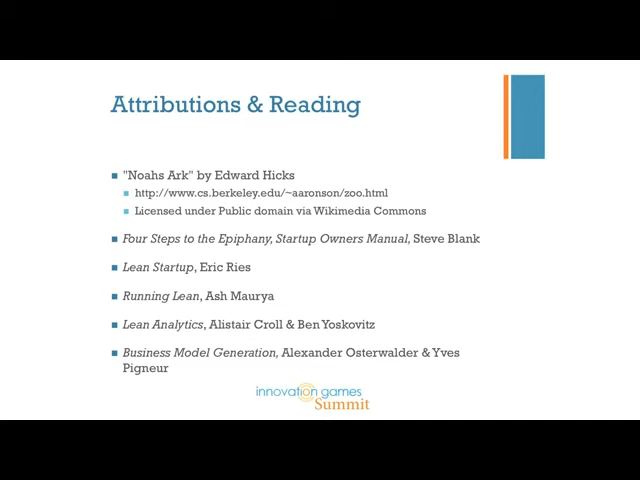 Attributions & Reading
"Noahs Ark" by Edward Hicks
http://www.cs.berkeley.edu/~aaronson/zoo.html
Licensed under Public domain via Wikimedia Commons
Four Steps to the Epiphany, Startup Owners Manual, Steve Blank
Lean Startup, Eric Ries
Running Lean, Ash Maurya
Lean Analytics, Alistair Croll & Ben Yoskovitz
Business Model Generation, Alexander Osterwalder & Yves
Pigneur
innovation games
Summit